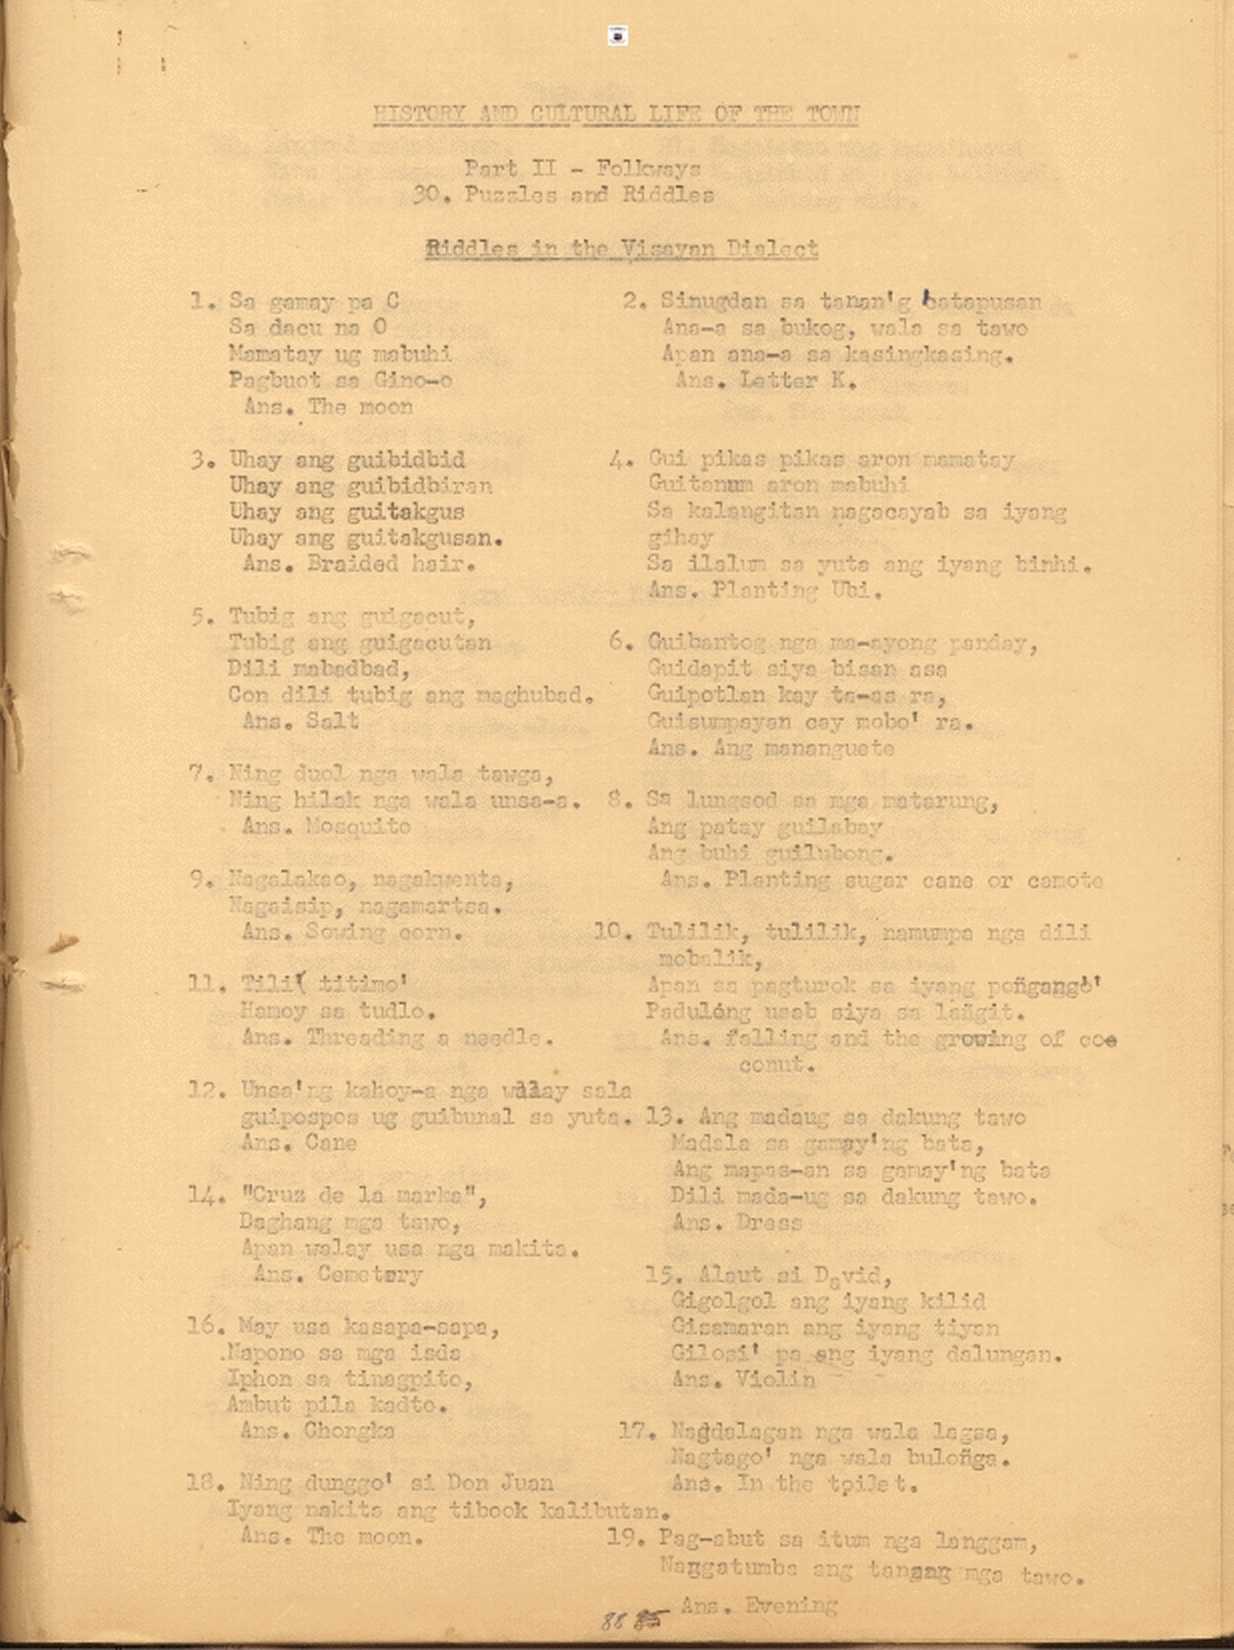 HISTORY AND CULTURAL LIFE OF THE TOWN
Part II - Folkways
30. Puzzles and Riddles
Riddles in the Visayan Dialect
1. Sa gamay pa C
Sa dacu na O
Mamatay ug mabuhi
Pagbuot sa Gino-o
Ans. The moon
2. Sinugdan sa tanan'g batapusan
Ana-a sa bukog, wala sa tawo
Apan ana-a sa kasingkasing.
Ans. Letter K.
3. Uhay ang guibidbid
Uhay ang guibidbiran
Uhay ang guitakgus
Uhay ang guitakgusan.
Ans. Braided hair.
4. Gui pikas pikas aron mamatay
Guitanum aron mabuhi
Sa kalangitan nagacayab sa iyang
gihay
Sa ilalum sa yuta ang iyang binhi.
Ans. Planting Ubi.
5. Tubig ang guigacut,
Tubig ang guigacutan
Dili mabadbad,
Con dili tubig ang maghubad.
Ans. Salt
6. Guibantog nga ma-ayong panday,
Guidapit siya bisan asa
Guipotlan kay ta-as ra,
Guisumpayan cay mobo' ra.
Ans. Ang mananguete
7. Ning duol nga wala tawga,
Ning hilak nga wala unsa-a.
Ans. Mosquito
8. Sa lungsod sa mga matarung,
Ang patay guilabay
Ang buhi guilubong.
Ans. Planting sugar cane or camote
9. Nagalakao, nagakwenta,
Nagaisip, nagamartsa.
Ans. Sowing corn.
10. Tulilik, tulilik, namumpa nga dili
mobalik,
Apan sa pagturok sa iyang pongango'
Padulong usab siya sa langit.
Ans. falling and the growing of coe
conut.
11. Tilit titimo'
Hamoy sa tudlo.
Ans. Threading a needle.
12. Unsa'ng kahoy-a nga walay sala
guipospos ug guibunal sa yuta.
Ans. Cane
13. Ang madaug sa dakung tawo
Madala sa gamay'ng bata,
Ang mapas-an sa gamay'ng bata
Dili mada-ug sa dakung tawo.
Ans. Dress
14. "Cruz de la marka",
Daghang mga tawo,
Apan walay usa nga makita.
Ans. Cemetery
15. Alaut si David,
Gigolgol ang iyang kilid
Gisamaran ang iyang tiyan
Gilosi' pa ang iyang dalungan.
Ans. Violin
16. May usa kasapa-sapa,
Napono sa mga isda
Iphon sa tinagpito,
Ambut pila kadto.
Ans. Chongka
17. Nagdalagan nga wala lagsa,
Nagtago' nga wala buloñga.
Ans. In the toilet.
18. Ning dunggo' si Don Juan
Iyang nakita ang tibook kalibutan.
Ans. The moon.
19. Pag-abut sa itum nga langgam,
Nangatumba ang tanang mga tawo.
Ans. Evening
88 85